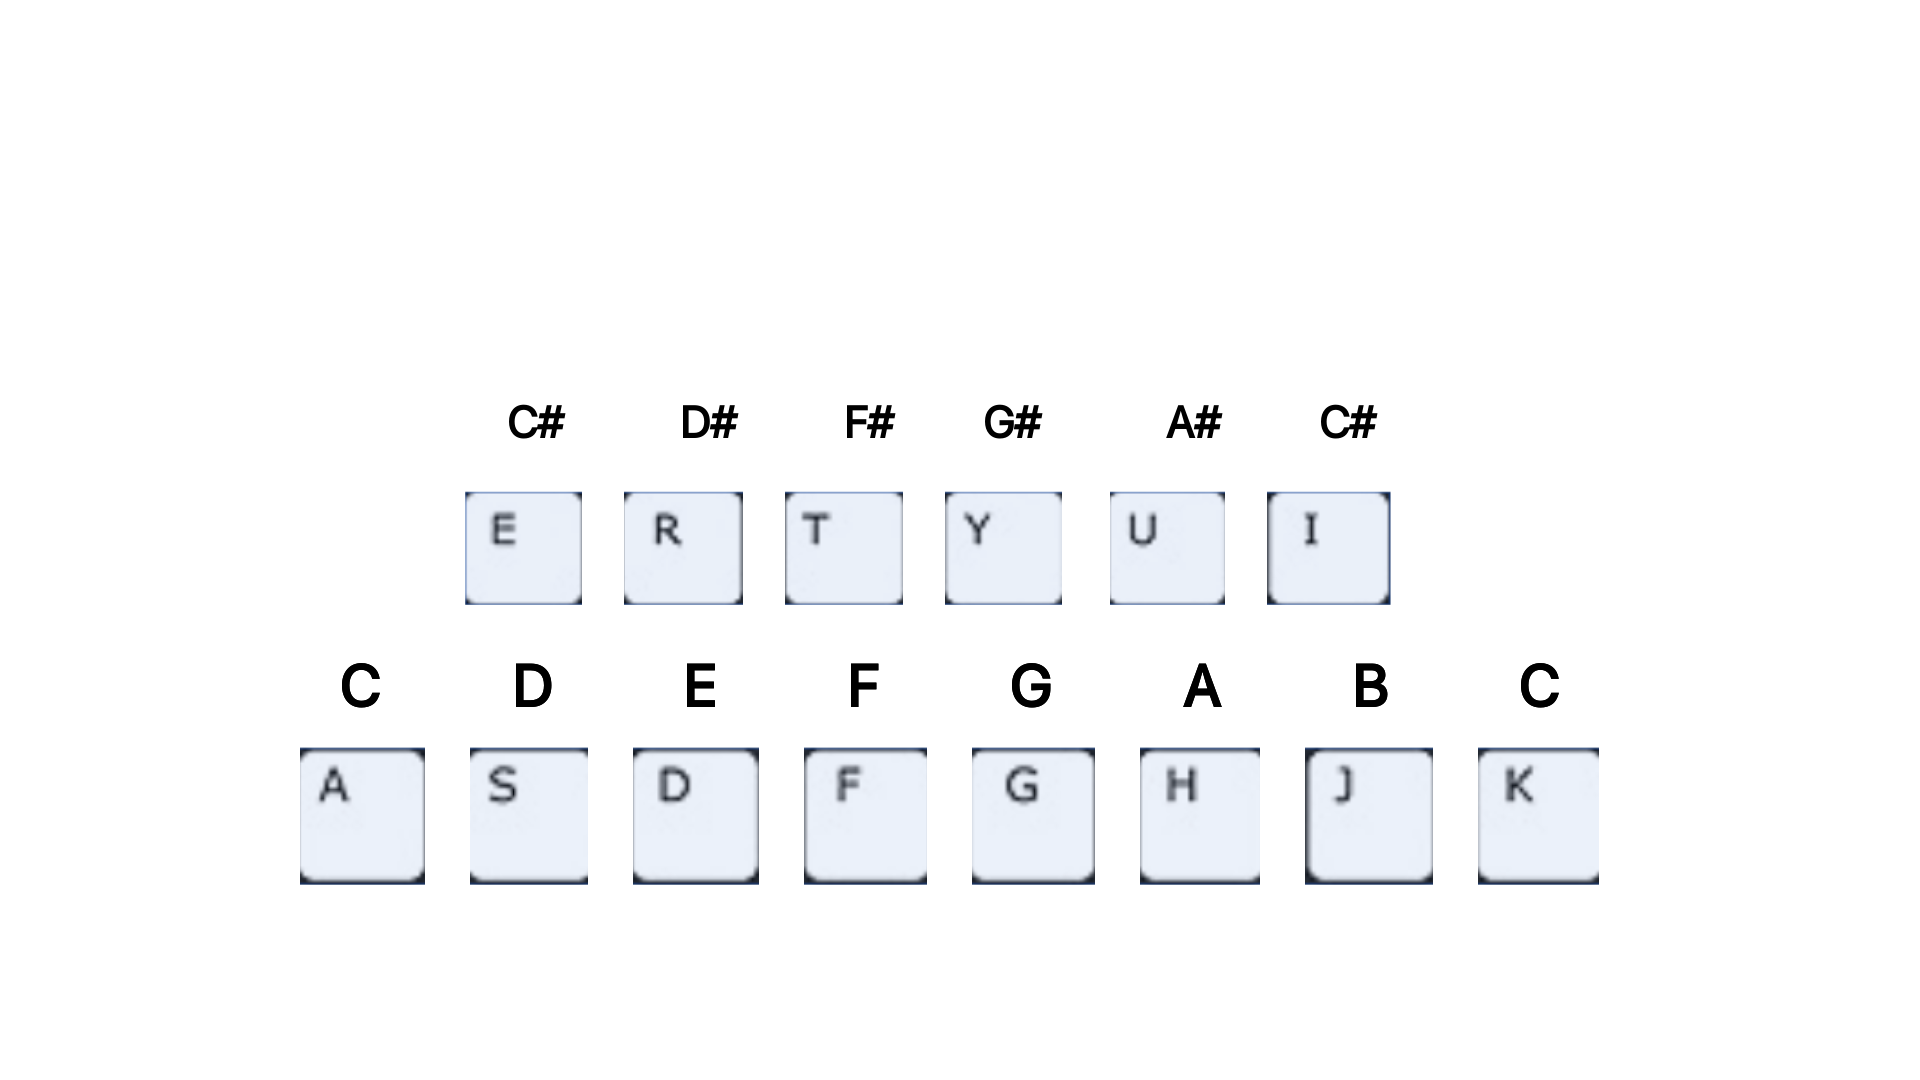 C# D# F# G# A# C#
E R T Y U I
C D E F G A B C
A S D F G H J K